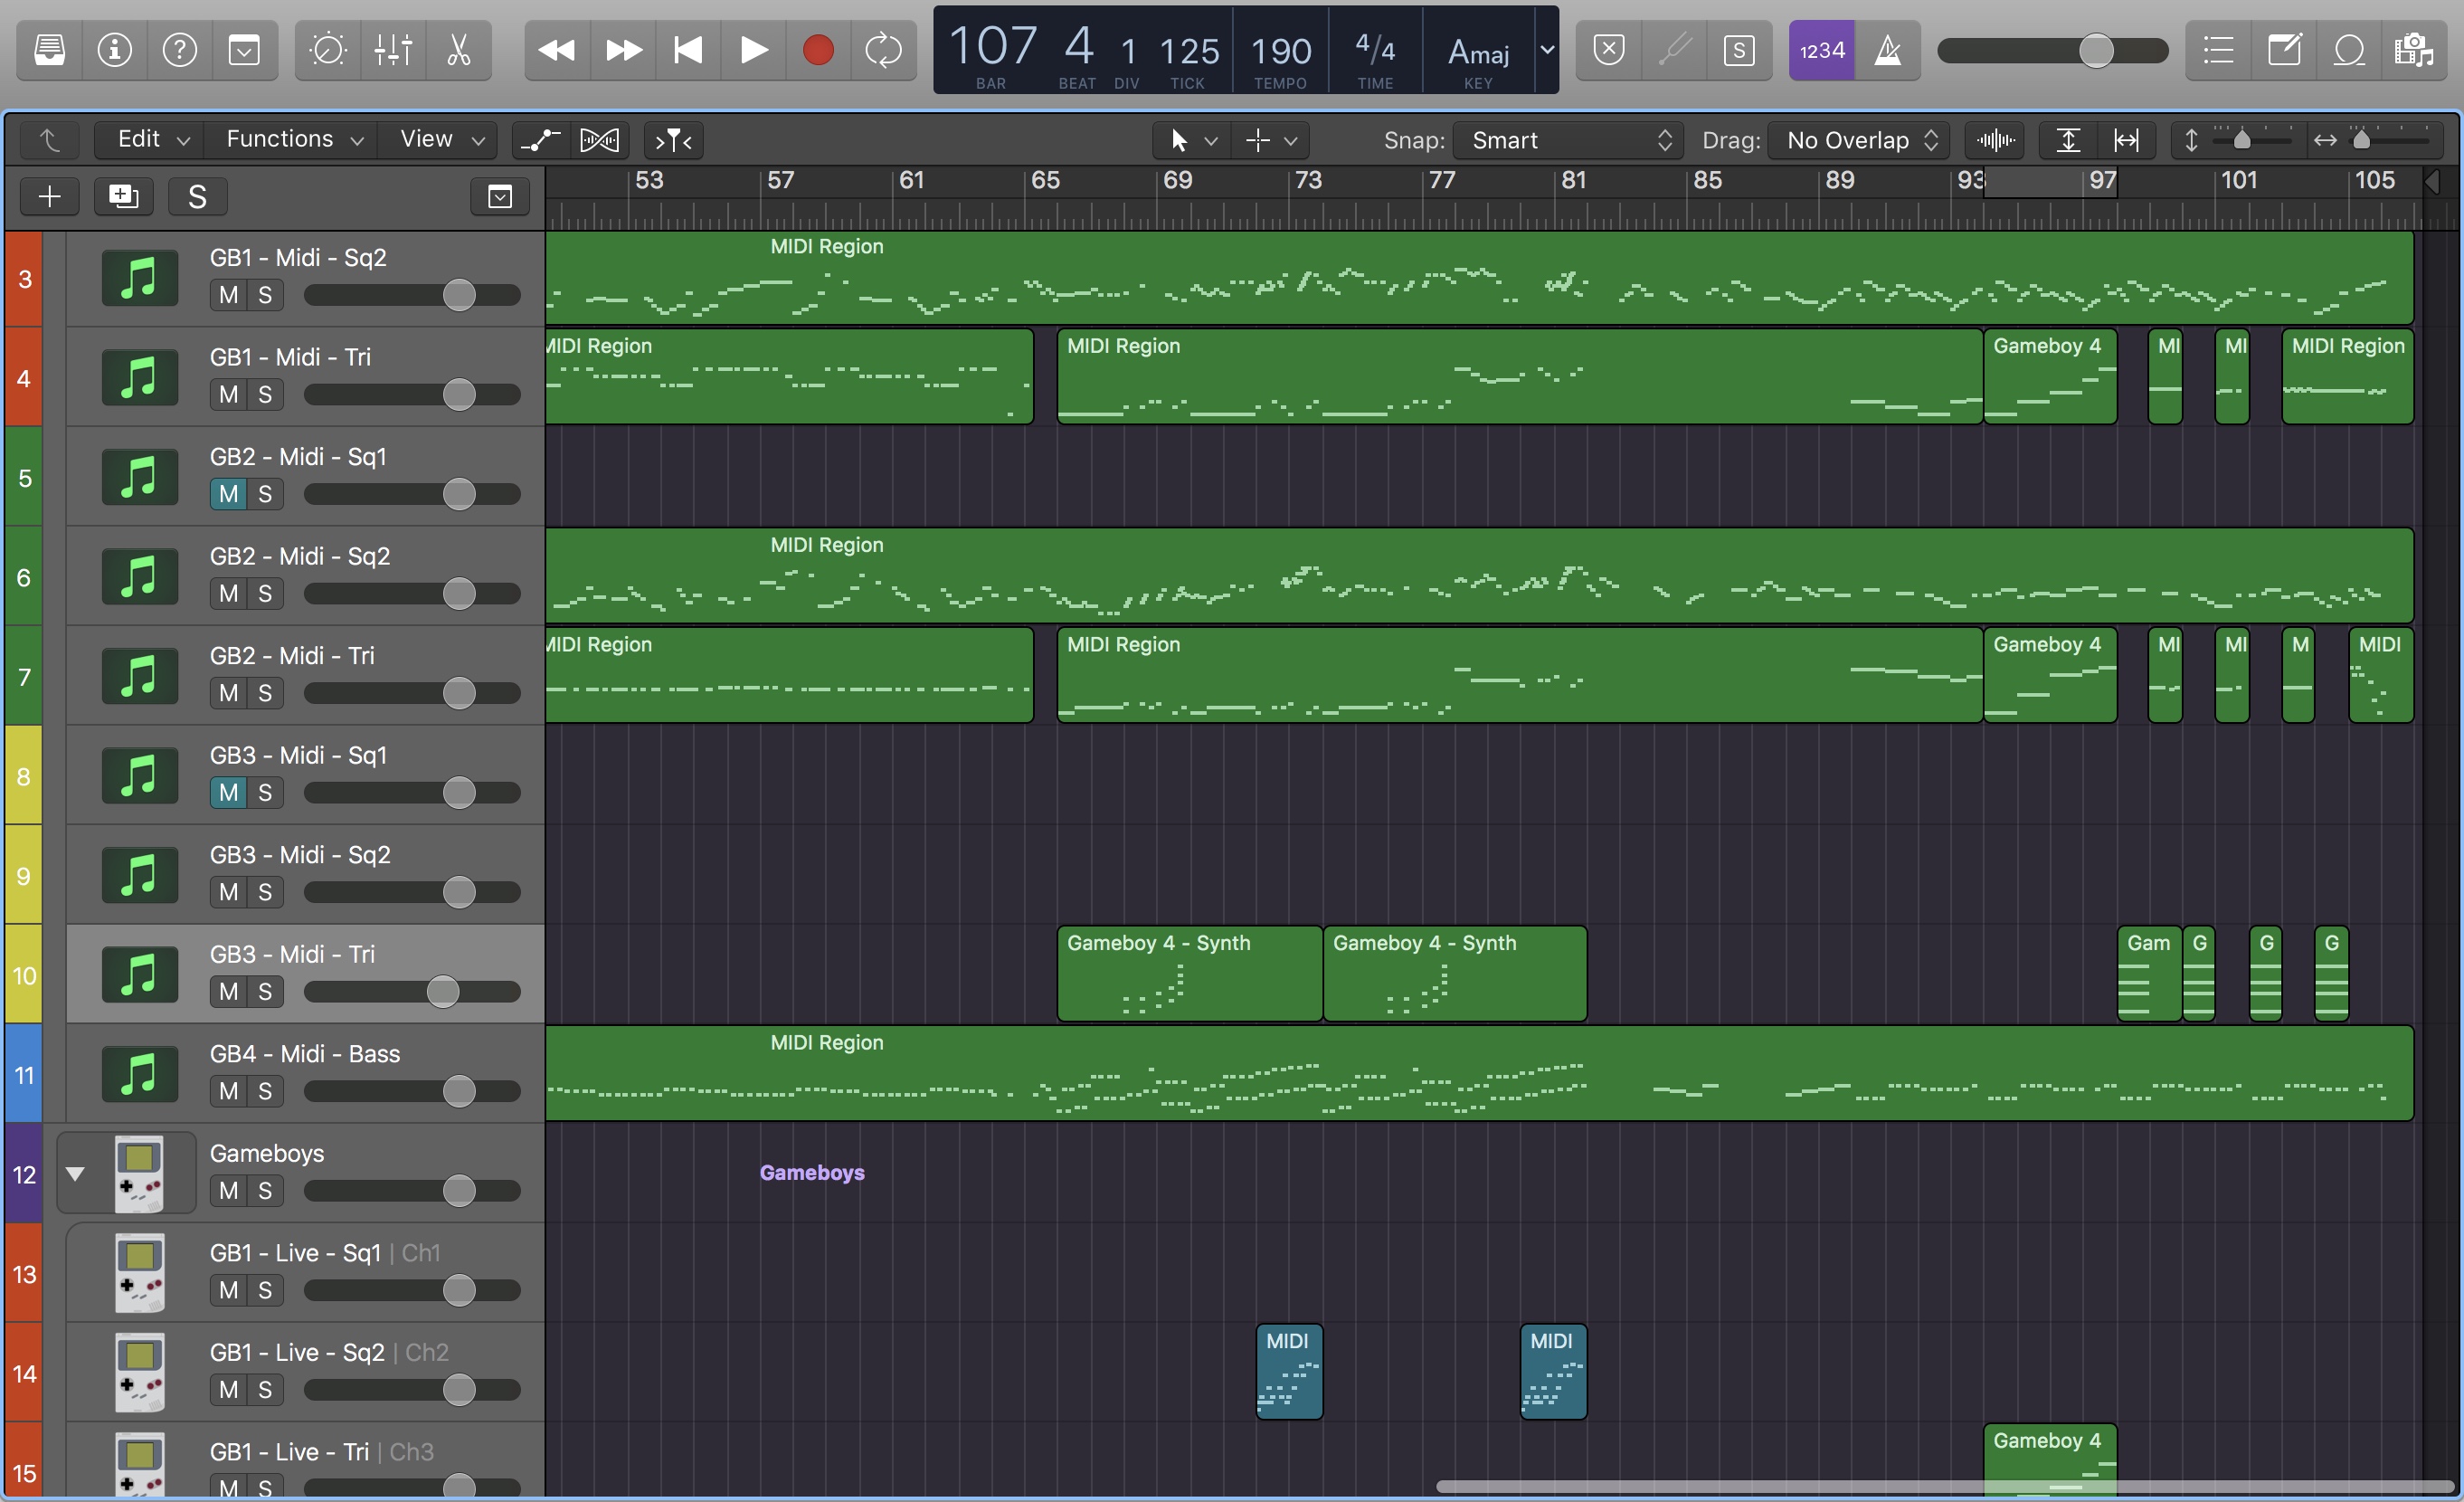 107 4 1 125 190 4/4 Amaj
BAR BEAT DIV TICK TEMPO TIME KEY
S 1234
Edit Functions View Snap: Smart Drag: No Overlap
S 53 57 61 65 69 73 77 81 85 89 93 97 101 105
3 GB1 - Midi - Sq2 MIDI Region
M S
4 GB1 - Midi - Tri MIDI Region MIDI Region Gameboy 4 MI MI MIDI Region
M S
5 GB2 - Midi - Sq1
M S
6 GB2 - Midi - Sq2 MIDI Region
M S
7 GB2 - Midi - Tri MIDI Region MIDI Region Gameboy 4 MI MI M MIDI
M S
8 GB3 - Midi - Sq1
M S
9 GB3 - Midi - Sq2
M S
10 GB3 - Midi - Tri Gameboy 4 - Synth Gameboy 4 - Synth Gam G G G
M S
11 GB4 - Midi - Bass MIDI Region
M S
12 Gameboys Gameboys
M S
13 GB1 - Live - Sq1 | Ch1
M S
14 GB1 - Live - Sq2 | Ch2 MIDI MIDI
M S
15 GB1 - Live - Tri | Ch3 Gameboy 4
M S